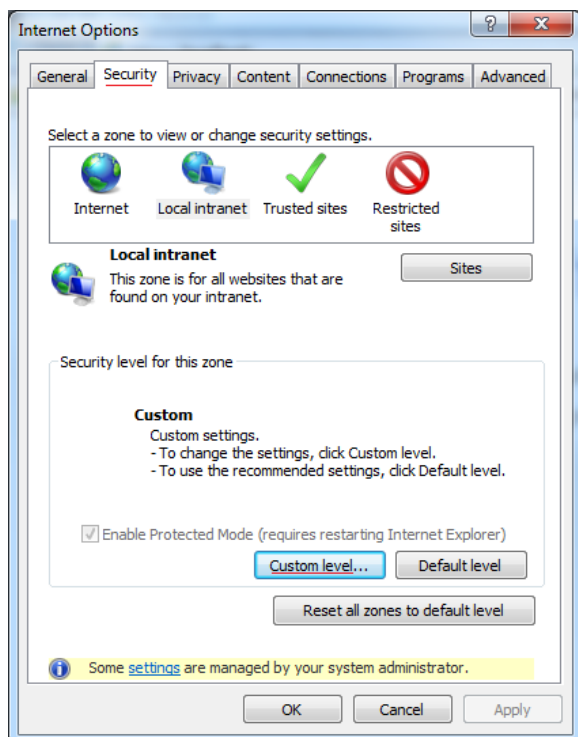 Internet Options
General Security Privacy Content Connections Programs Advanced
Select a zone to view or change security settings.
Internet Local intranet Trusted sites Restricted sites
Local intranet
This zone is for all websites that are
found on your intranet.
Sites
Security level for this zone
Custom
Custom settings.
- To change the settings, click Custom level.
- To use the recommended settings, click Default level.
Enable Protected Mode (requires restarting Internet Explorer)
Custom level... Default level
Reset all zones to default level
Some settings are managed by your system administrator.
OK Cancel Apply